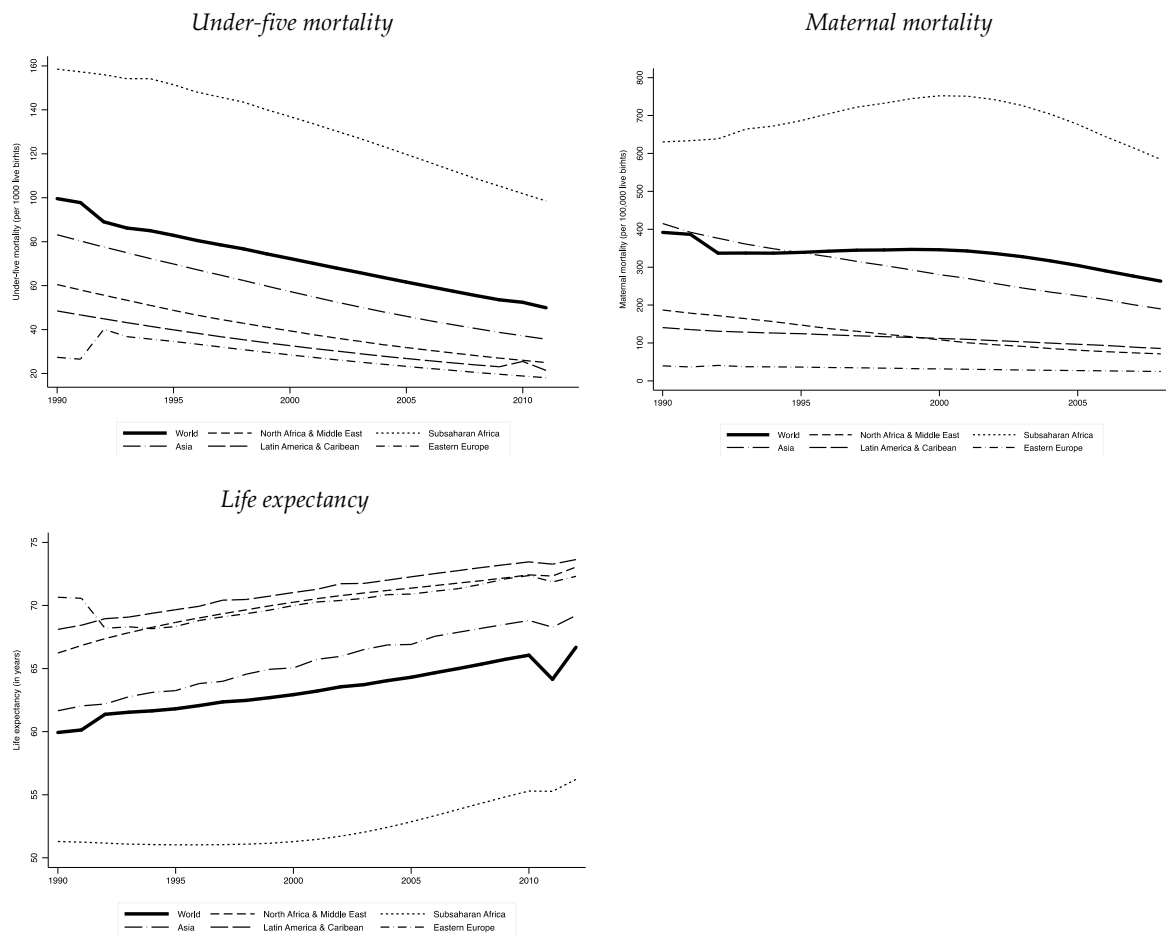 Under-five mortality
Under-five mortality (per 1000 live birhts)
160
140
120
100
80
60
40
20
1990 1995 2000 2005 2010
World North Africa & Middle East Subsaharan Africa
Asia Latin America & Caribean Eastern Europe
Maternal mortality
Maternal mortality (per 100,000 live birhts)
800
700
600
500
400
300
200
100
0
1990 1995 2000 2005
World North Africa & Middle East Subsaharan Africa
Asia Latin America & Caribean Eastern Europe
Life expectancy
Life expectancy (in years)
75
70
65
60
55
50
1990 1995 2000 2005 2010
World North Africa & Middle East Subsaharan Africa
Asia Latin America & Caribean Eastern Europe